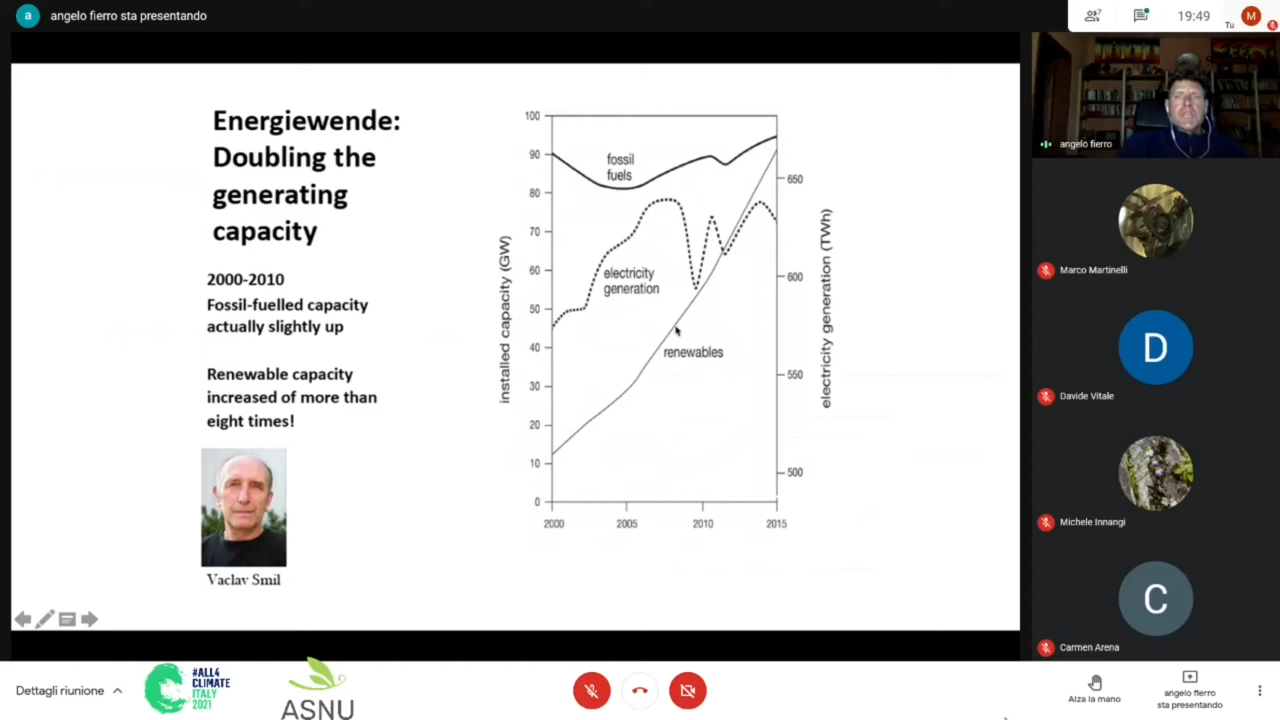 angelo fierro sta presentando
7
19:49
Tu
Energiewende:
Doubling the
generating
capacity
2000-2010
Fossil-fuelled capacity
actually slightly up
Renewable capacity
increased of more than
eight times!
Vaclav Smil
installed capacity (GW)
100
90
80
70
60
50
40
30
20
10
0
fossil
fuels
electricity
generation
renewables
650
600
550
500
electricity generation (TWh)
2000
2005
2010
2015
angelo fierro
Marco Martinelli
D
Davide Vitale
Michele Innangi
C
Carmen Arena
a
M
Dettagli riunione
#ALL4
CLIMATE
ITALY
2021
ASNU
Alza la mano
angelo fierro
sta presentando